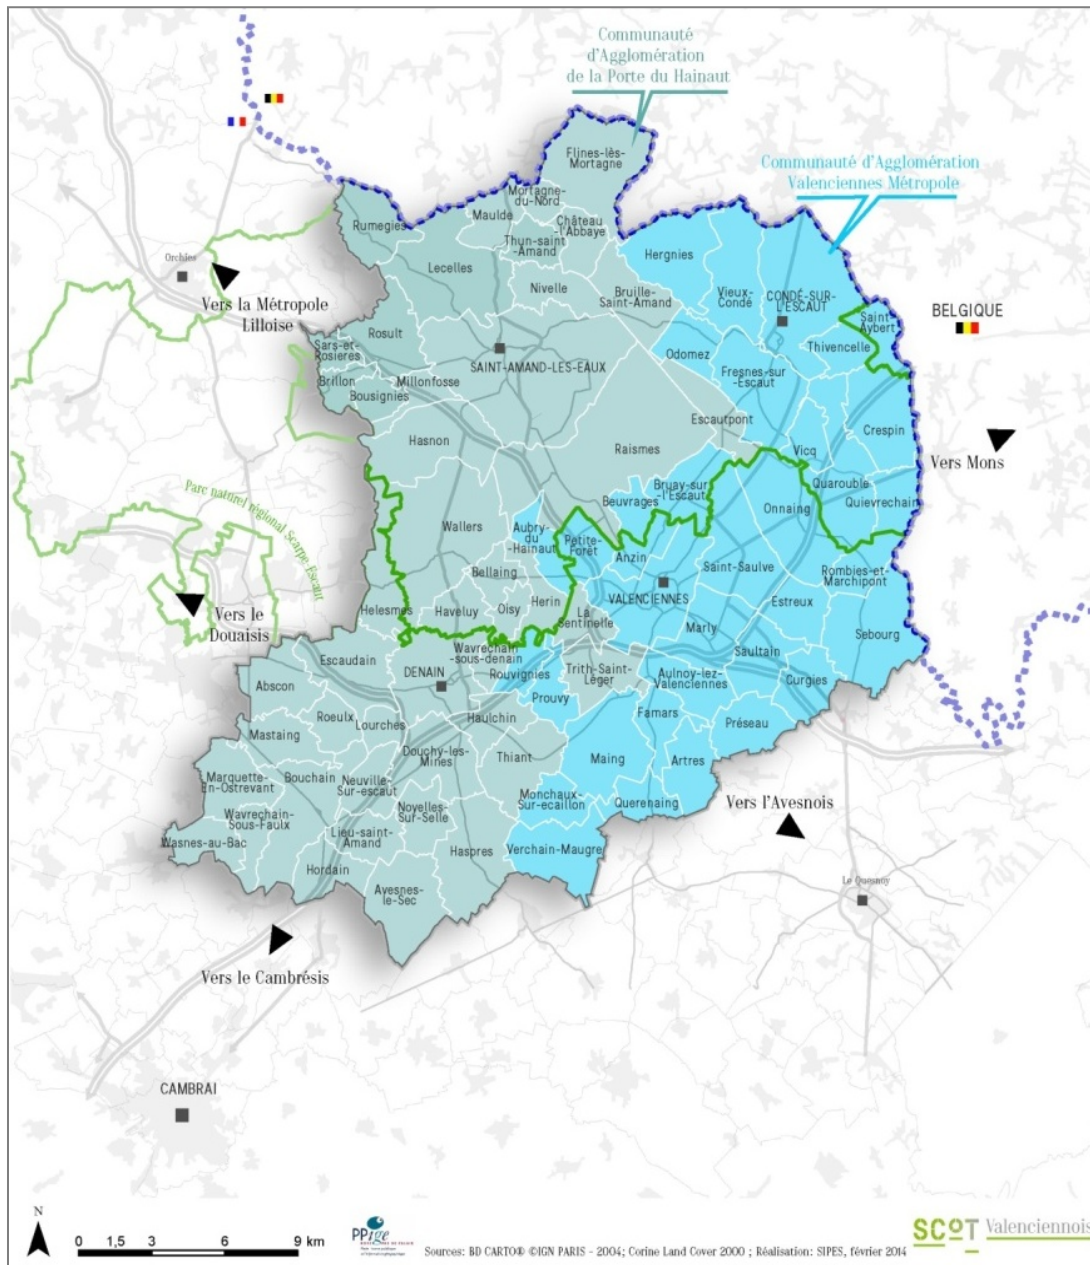 Communauté
d'Agglomération
de la Porte du Hainaut
Communauté d'Agglomération
Valenciennes Métropole
Flines-lès-
Mortagne
Mortagne-
du-Nord
Maulde
Château
-l'Abbaye
Rumegies
Thun-saint
-Amand
Hergnies
Lecelles
Nivelle
Bruille-
Saint-Amand
Vieux-
Condé
CONDÉ-SUR-
L'ESCAUT
Saint-
Aybert
BELGIQUE
Orchies
Vers la Métropole
Lilloise
Rosult
Thivencelle
Sars-et-
Rosieres
SAINT-AMAND-LES-EAUX
Odomez
Fresnes-sur
-Escaut
Brillon
Millonfosse
Bousignies
Escautpont
Crespin
Hasnon
Raismes
Vicq
Vers Mons
Quarouble
Bruay-sur
-l'Escaut
Beuvrages
Quievrechain
Onnaing
Parc naturel régional Scarpe-Escaut
Wallers
Aubry-
du
-Hainaut
Petite-
Forêt
Anzin
Saint-Saulve
Rombies-et-
Marchipont
Bellaing
VALENCIENNES
Estreux
Vers le
Douaisis
Helesmes
Haveluy
Oisy
Herin
La
Sentinelle
Marly
Sebourg
Saultain
Escaudain
Wavrechain
-sous-denain
DENAIN
Rouvignies
Trith-Saint-
Léger
Aulnoy-lez-
Valenciennes
Curgies
Abscon
Prouvy
Famars
Roeulx
Lourches
Haulchin
Préseau
Mastaing
Douchy-les-
Mines
Thiant
Maing
Artres
Marquette-
En-Ostrevant
Bouchain
Neuville-
Sur-escaut
Monchaux-
Sur-ecaillon
Querenaing
Vers l'Avesnois
Noyelles-
Sur-Selle
Wavrechain-
Sous-Faulx
Wasnes-au-Bac
Lieu-saint-
Amand
Haspres
Verchain-Maugre
Hordain
Avesnes-
le-Sec
Le Quesnoy
Vers le Cambrésis
CAMBRAI
N
0 1,5 3 6 9 km
PPige
Sources: BD CARTO® ©IGN PARIS - 2004; Corine Land Cover 2000 ; Réalisation: SIPES, février 2014
SCOT Valenciennois